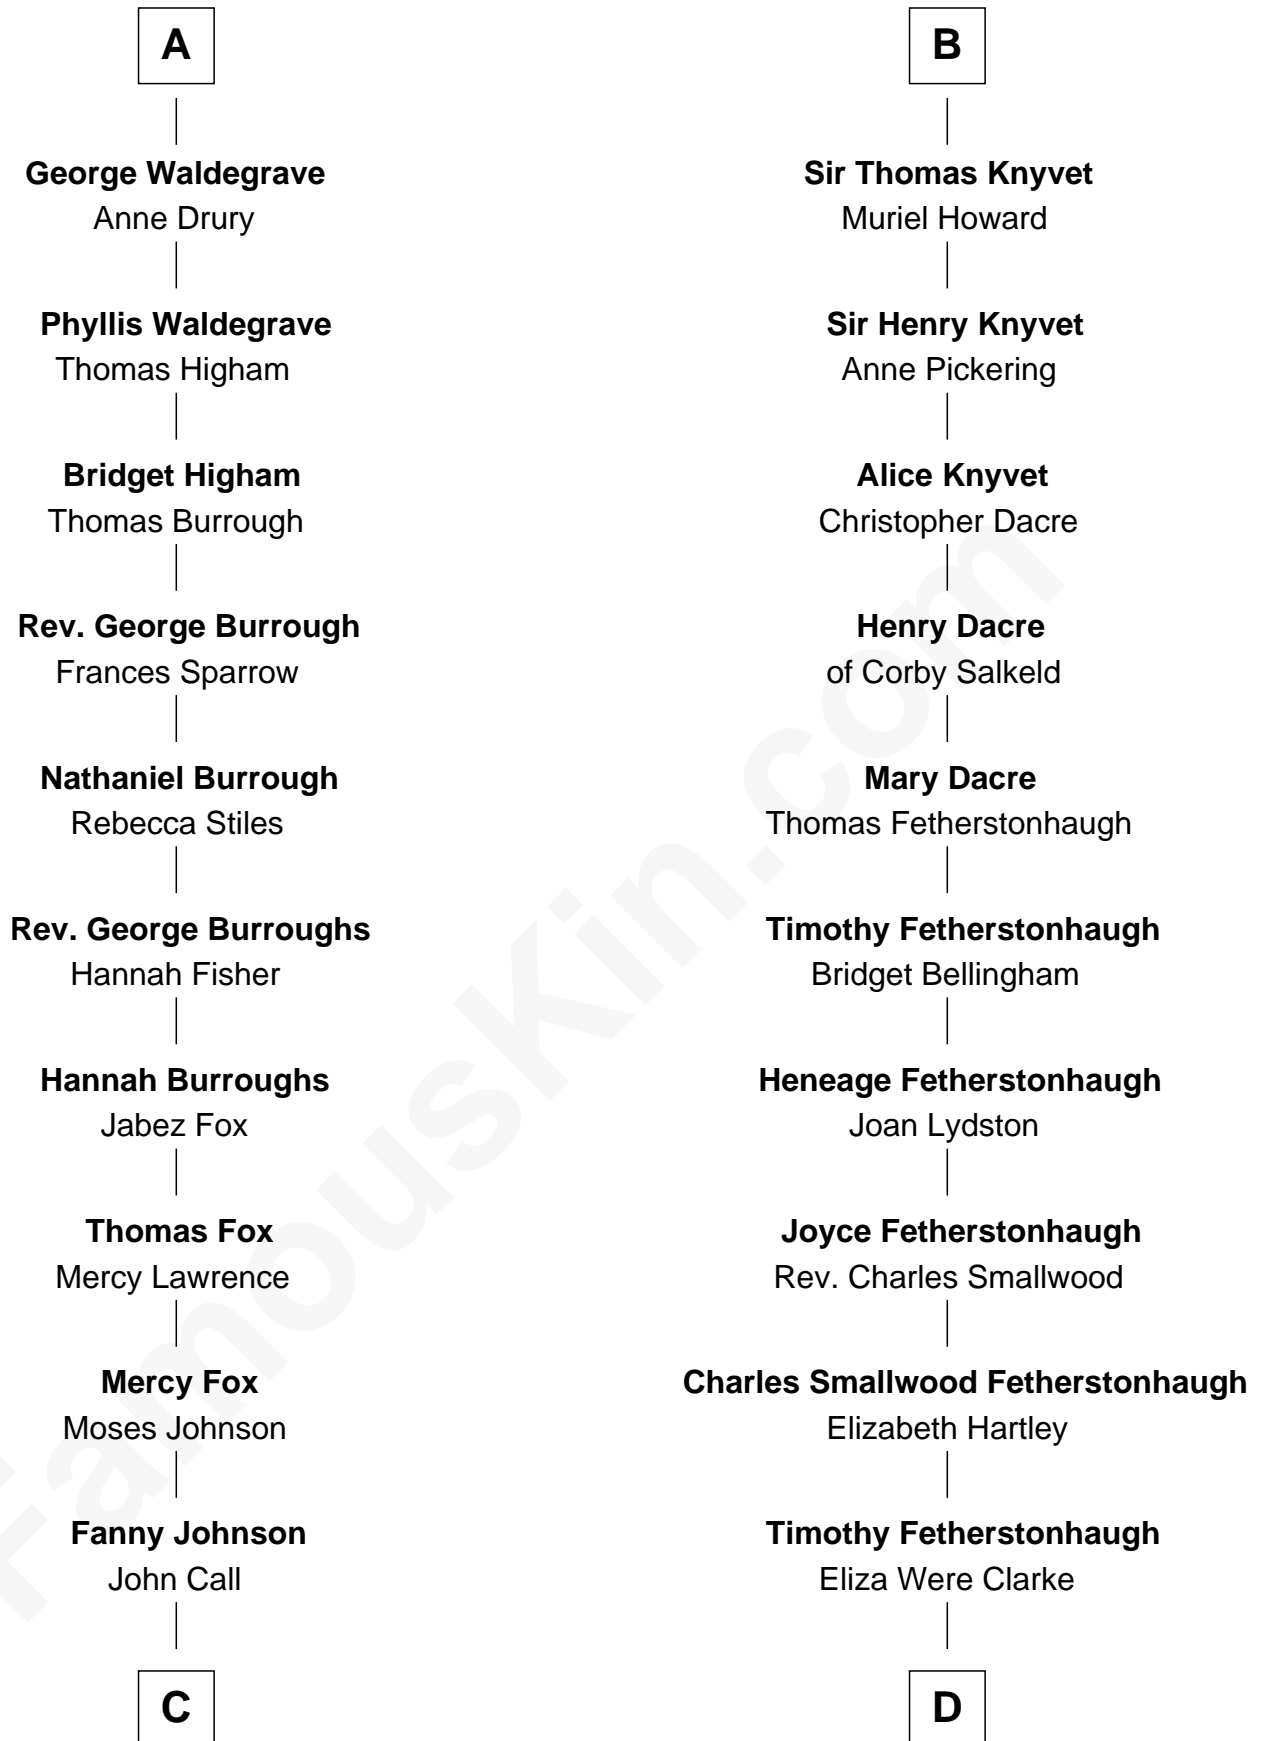 A
George Waldegrave
Anne Drury
Phyllis Waldegrave
Thomas Higham
Bridget Higham
Thomas Burrough
Rev. George Burrough
Frances Sparrow
Nathaniel Burrough
Rebecca Stiles
Rev. George Burroughs
Hannah Fisher
Hannah Burroughs
Jabez Fox
Thomas Fox
Mercy Lawrence
Mercy Fox
Moses Johnson
Fanny Johnson
John Call
C
B
Sir Thomas Knyvet
Muriel Howard
Sir Henry Knyvet
Anne Pickering
Alice Knyvet
Christopher Dacre
Henry Dacre
of Corby Salkeld
Mary Dacre
Thomas Fetherstonhaugh
Timothy Fetherstonhaugh
Bridget Bellingham
Heneage Fetherstonhaugh
Joan Lydston
Joyce Fetherstonhaugh
Rev. Charles Smallwood
Charles Smallwood Fetherstonhaugh
Elizabeth Hartley
Timothy Fetherstonhaugh
Eliza Were Clarke
D
FamousKin.com